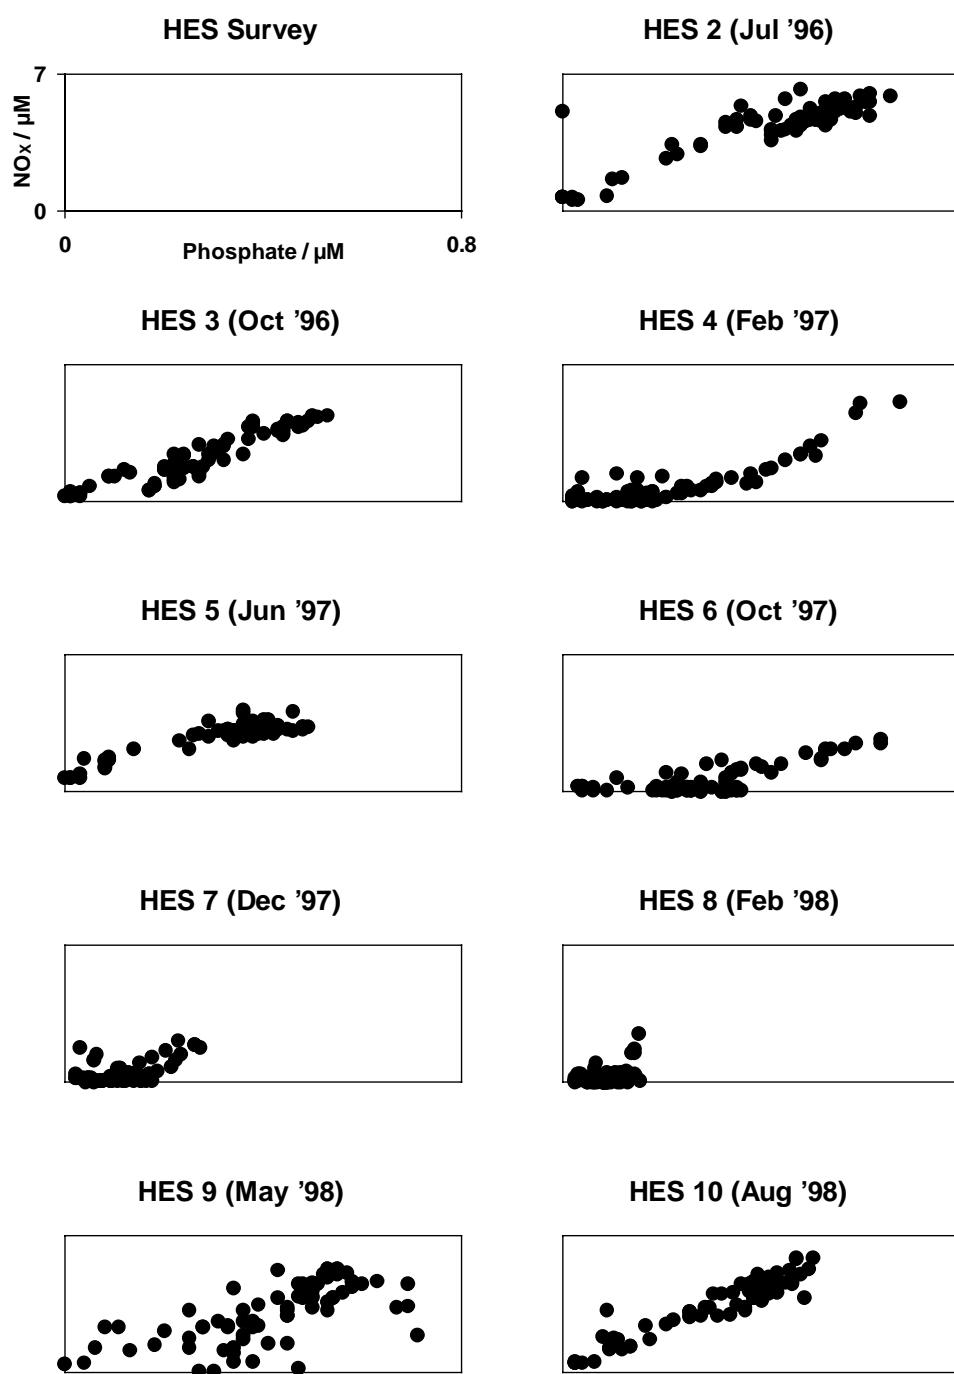 HES Survey
HES 2 (Jul ’96)
7
NOX / µM
0
0
Phosphate / µM
0.8
HES 3 (Oct ’96)
HES 4 (Feb ’97)
HES 5 (Jun ’97)
HES 6 (Oct ’97)
HES 7 (Dec ’97)
HES 8 (Feb ’98)
HES 9 (May ’98)
HES 10 (Aug ’98)